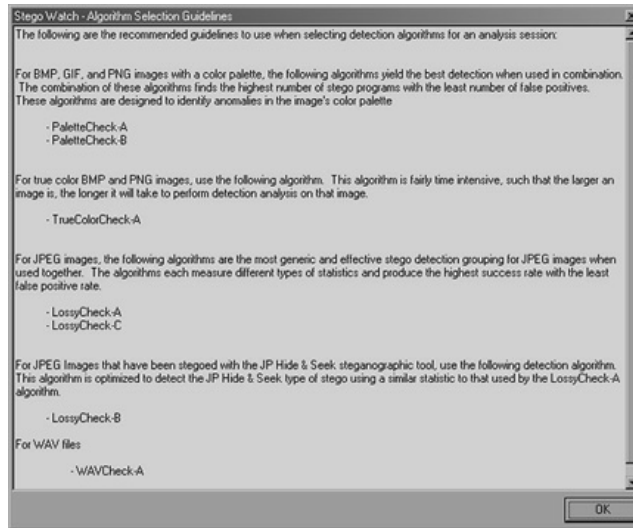 Stego Watch - Algorithm Selection Guidelines
The following are the recommended guidelines to use when selecting detection algorithms for an analysis session:
For BMP, GIF, and PNG images with a color palette, the following algorithms yield the best detection when used in combination.
The combination of these algorithms finds the highest number of stego programs with the least number of false positives.
These algorithms are designed to identify anomalies in the image's color palette
- PaletteCheck-A
- PaletteCheck-B
For true color BMP and PNG images, use the following algorithm. This algorithm is fairly time intensive, such that the larger an
image is, the longer it will take to perform detection analysis on that image.
- TrueColorCheck-A
For JPEG images, the following algorithms are the most generic and effective stego detection grouping for JPEG images when
used together. The algorithms each measure different types of statistics and produce the highest success rate with the least
false positive rate.
- LossyCheck-A
- LossyCheck-C
For JPEG Images that have been stegoed with the JP Hide & Seek steganographic tool, use the following detection algorithm.
This algorithm is optimized to detect the JP Hide & Seek type of stego using a similar statistic to that used by the LossyCheck-A
algorithm.
- LossyCheck-B
For WAV files
- WAVCheck-A
OK